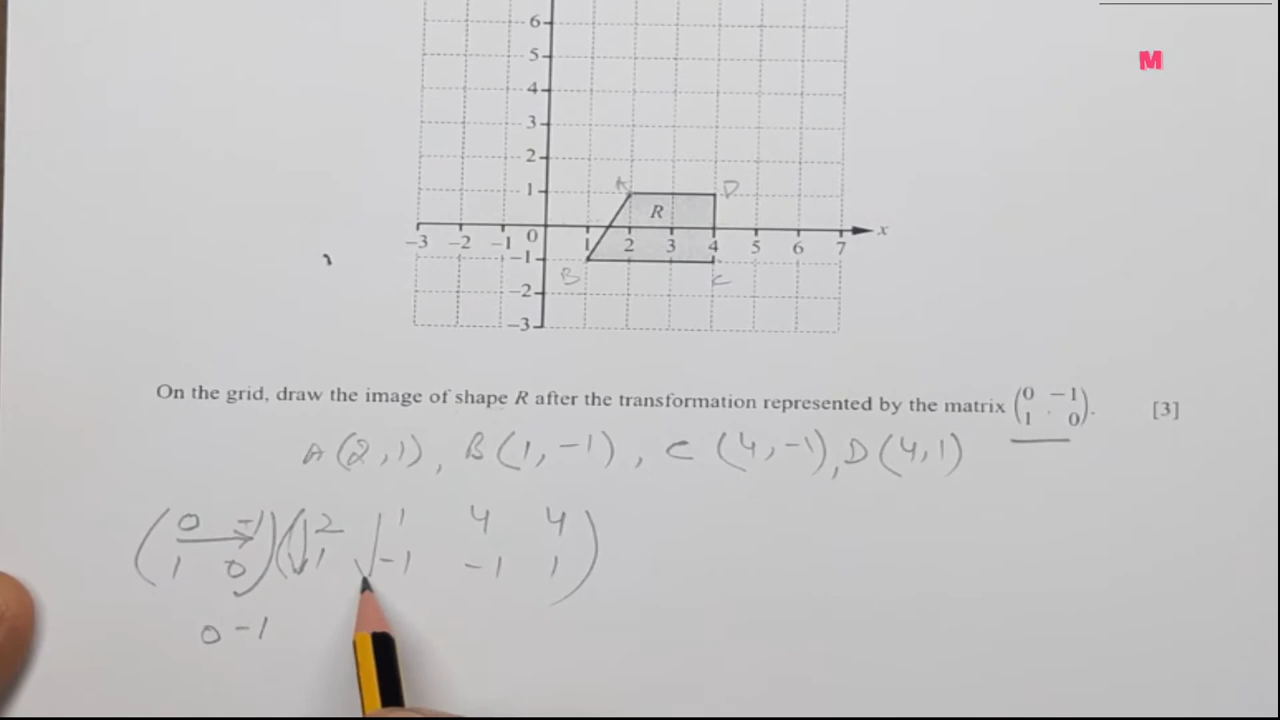 M
6
5
4
3
2
A D
1
R
-3 -2 -1 0 1 2 3 4 5 6 7 x
-1
B C
-2
-3
On the grid, draw the image of shape R after the transformation represented by the matrix (0 -1
1 0). [3]
A(2,1), B(1,-1), C(4,-1), D(4,1)
(0 -1)(2 1 4 4)
1 0 1 -1 -1 1
0 -1